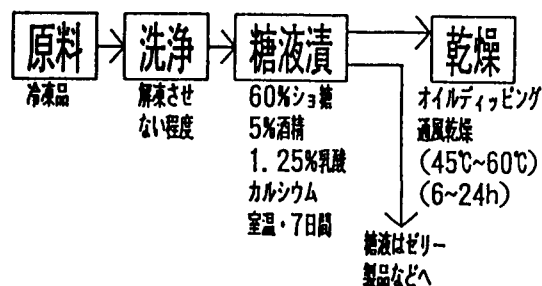 原料
冷凍品
洗浄
解凍させ
ない程度
糖液漬
60%ショ糖
5%酒精
1.25%乳酸
カルシウム
室温・7日間
乾燥
オイルディッピング
通風乾燥
(45℃~60℃)
(6~24h)
糖液はゼリー
製品などへ